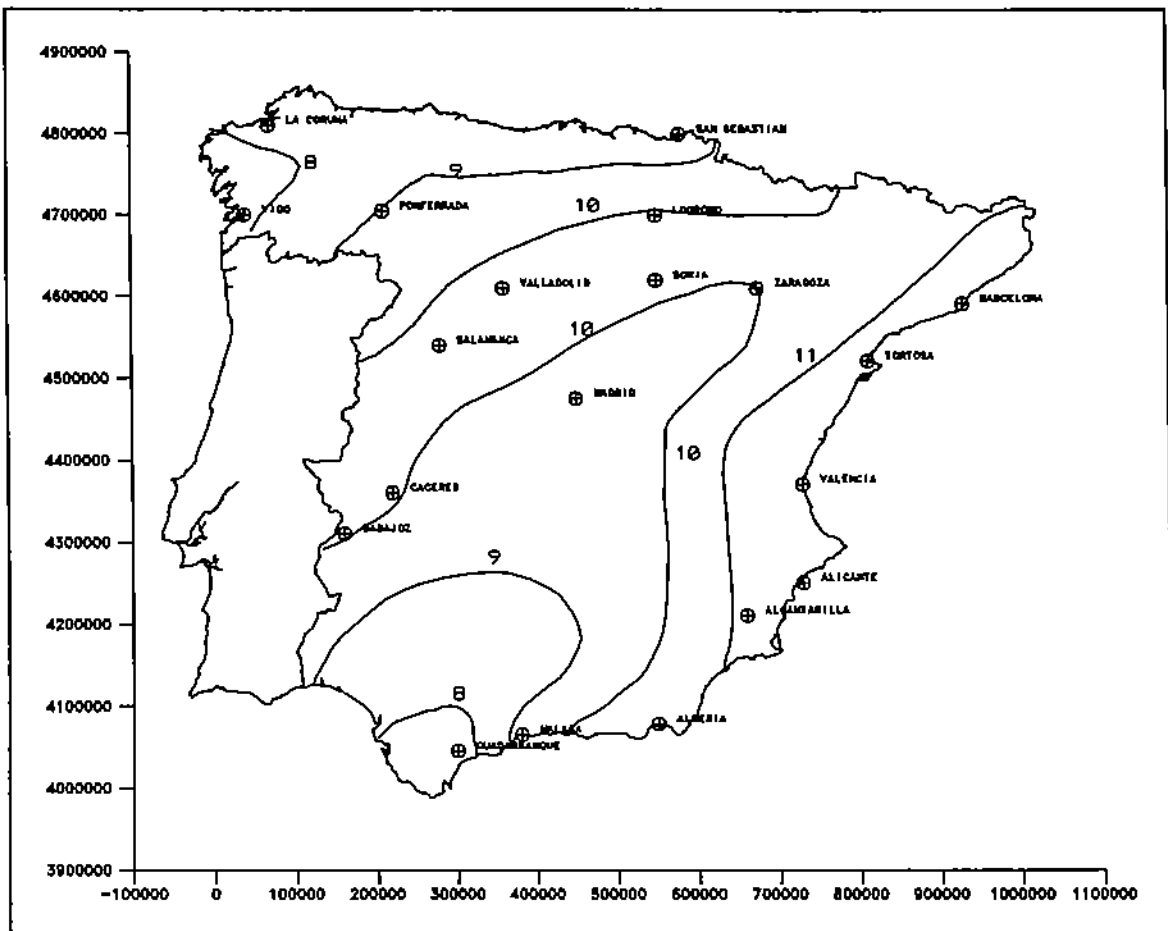 4900000
4800000
4700000
4600000
4500000
4400000
4300000
4200000
4100000
4000000
3900000
LA CORUNA
SAN SEBASTIAN
8
9
VIGO
PONFERRADA
10
LOGRONO
VALLADOLID
SORIA
ZARAGOZA
BARCELONA
10
SALAMANCA
11
TORTOSA
MADRID
10
CACERES
VALENCIA
BADAJOZ
9
ALICANTE
ALCANTARILLA
8
MALAGA
ALMERIA
GUADARRANQUE
-100000 0 100000 200000 300000 400000 500000 600000 700000 800000 900000 1000000 1100000